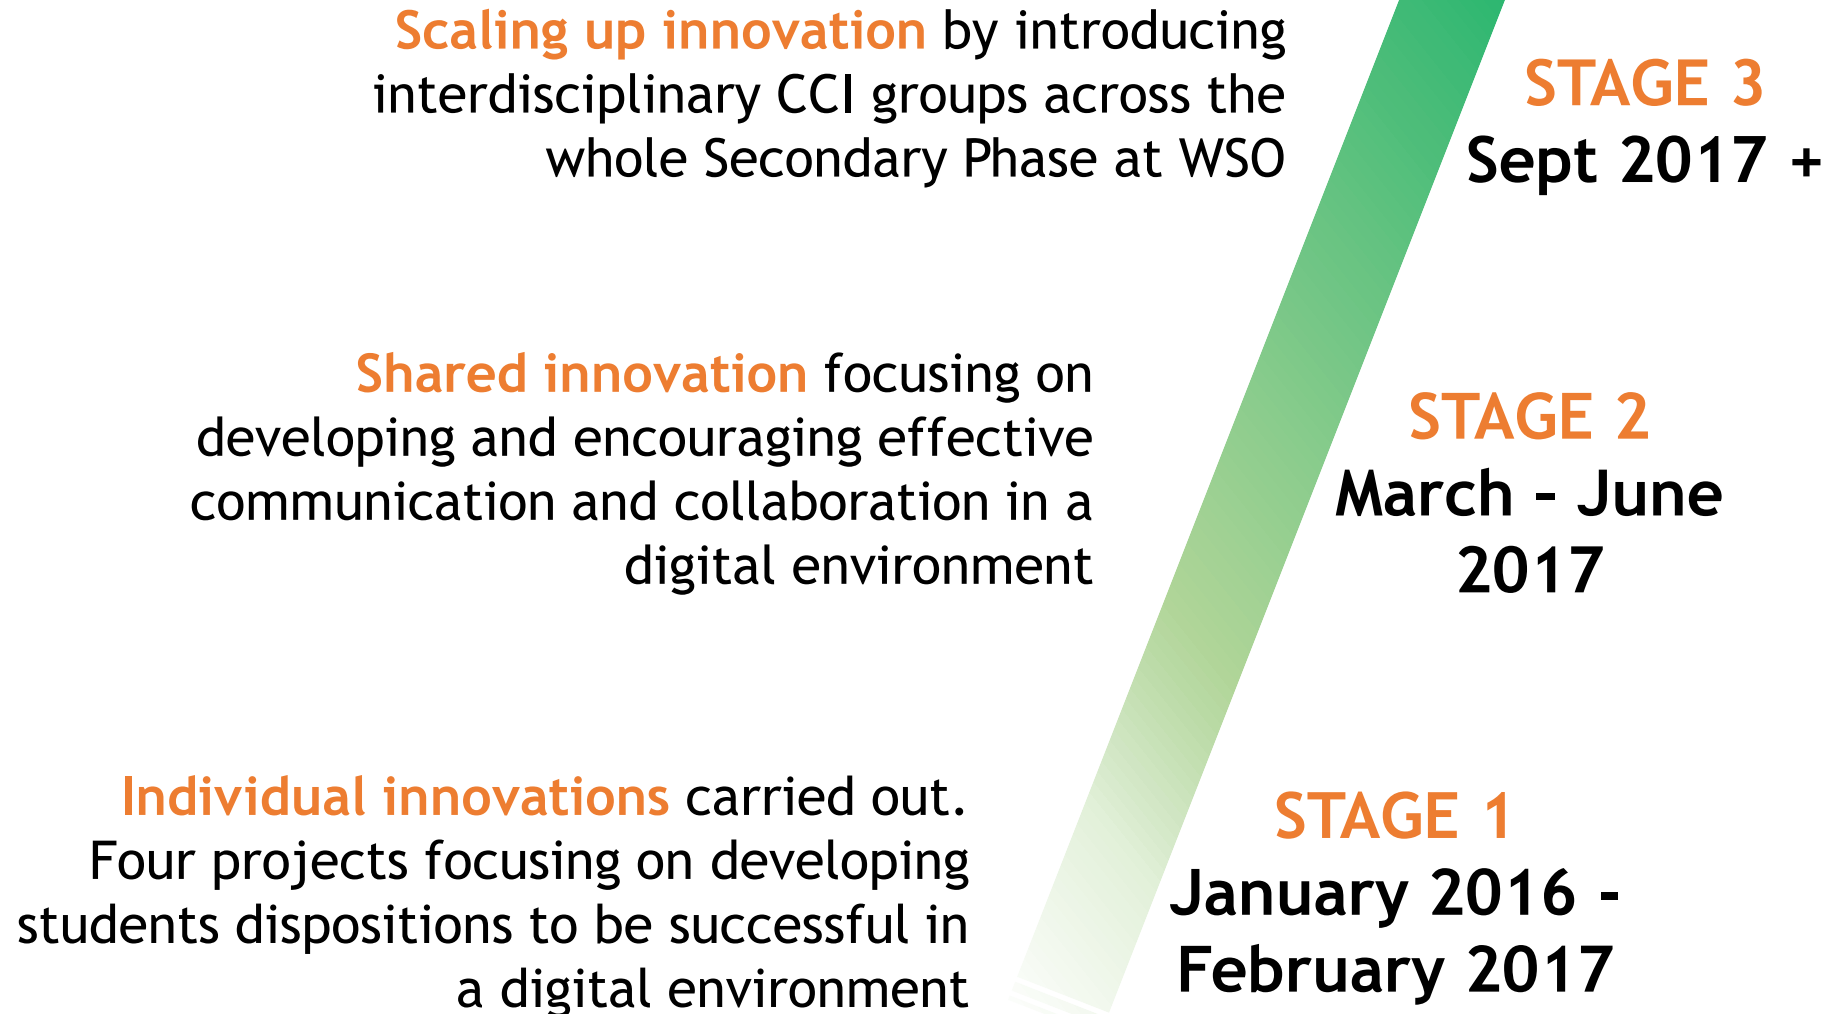 Scaling up innovation by introducing
interdisciplinary CCI groups across the
whole Secondary Phase at WSO
STAGE 3
Sept 2017 +
Shared innovation focusing on
developing and encouraging effective
communication and collaboration in a
digital environment
STAGE 2
March – June
2017
Individual innovations carried out.
Four projects focusing on developing
students dispositions to be successful in
a digital environment
STAGE 1
January 2016 -
February 2017